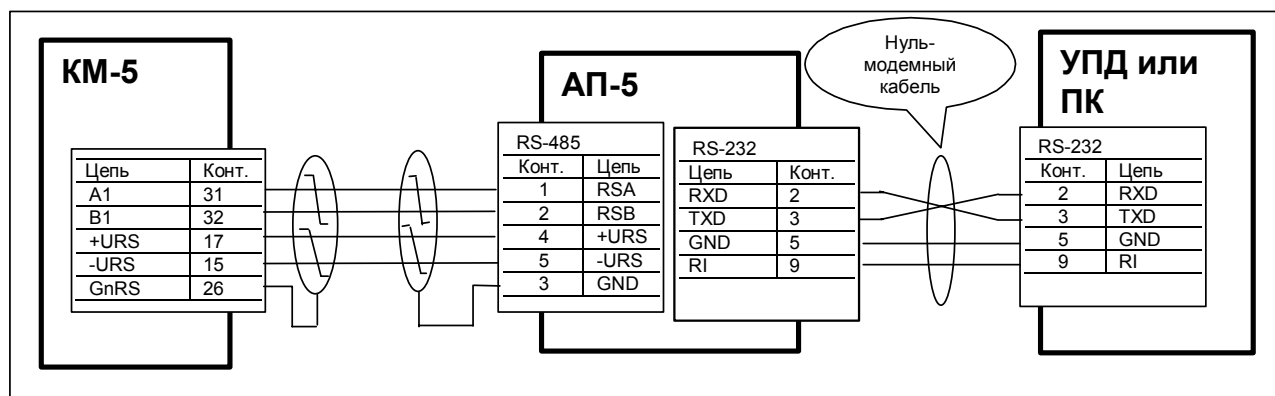 КМ-5
Цепь Конт.
A1 31
B1 32
+URS 17
-URS 15
GnRS 26
АП-5
RS-485
Конт. Цепь
1 RSA
2 RSB
4 +URS
5 -URS
3 GND
RS-232
Цепь Конт.
RXD 2
TXD 3
GND 5
RI 9
Нуль-
модемный
кабель
УПД или
ПК
RS-232
Конт. Цепь
2 RXD
3 TXD
5 GND
9 RI